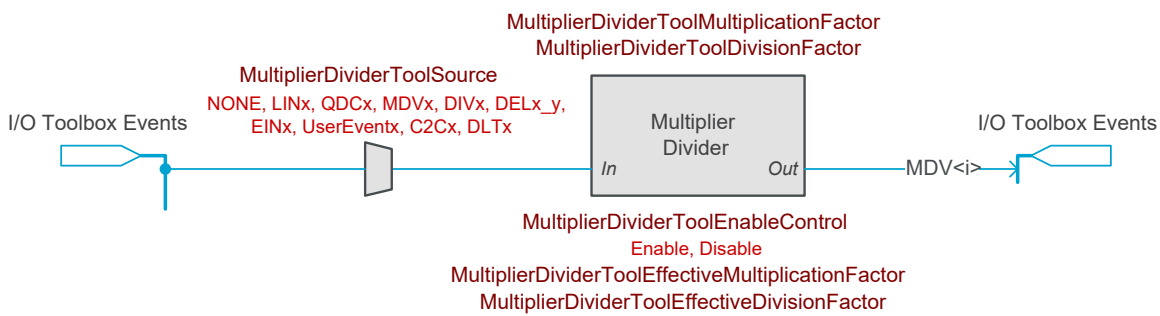 MultiplierDividerToolMultiplicationFactor
MultiplierDividerToolDivisionFactor
MultiplierDividerToolSource
NONE, LINx, QDCx, MDVx, DIVx, DELx_y,
EINx, UserEventx, C2Cx, DLTx
I/O Toolbox Events
Multiplier
Divider
I/O Toolbox Events
In
Out
MDV<i>
MultiplierDividerToolEnableControl
Enable, Disable
MultiplierDividerToolEffectiveMultiplicationFactor
MultiplierDividerToolEffectiveDivisionFactor